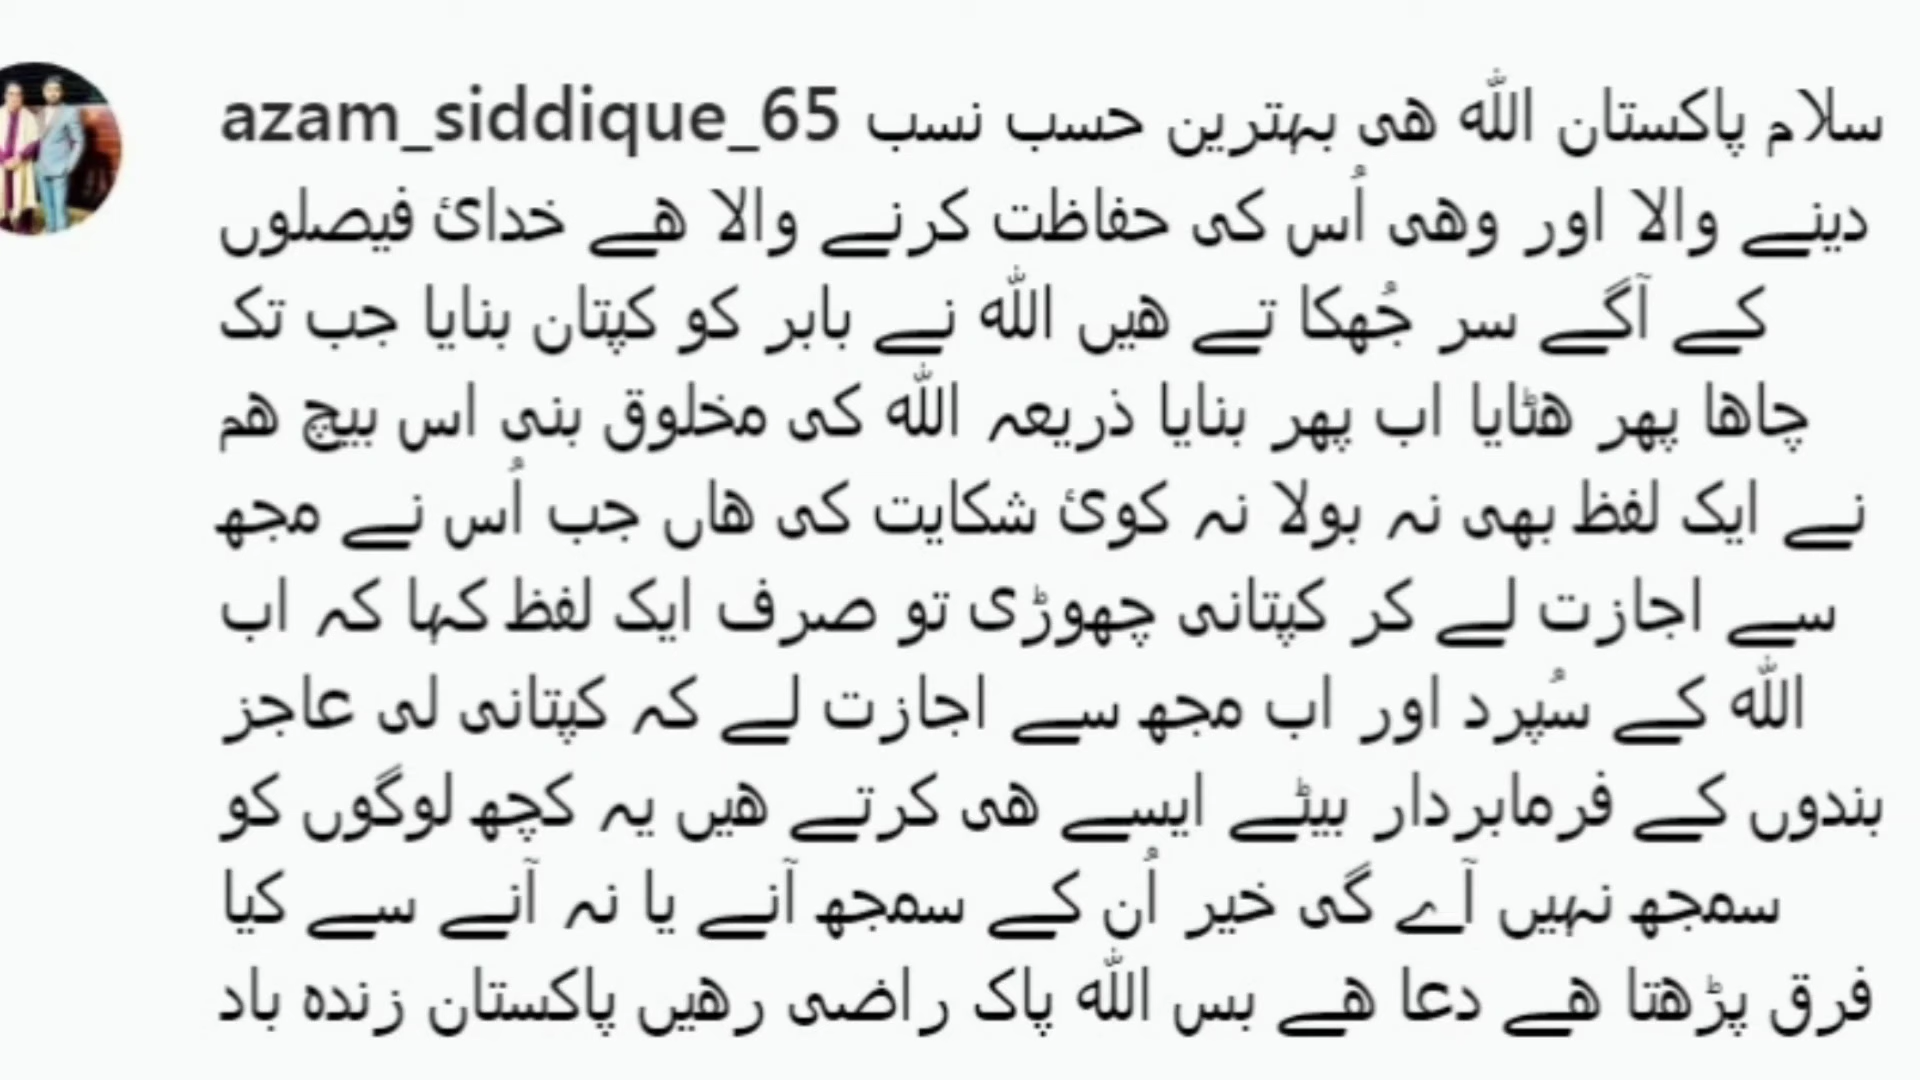 azam_siddique_65 سلام پاکستان اللّٰہ ھی بہترین حسب نسب
دینے والا اور وھی اُس کی حفاظت کرنے والا ھے خدائ فیصلوں
کے آگے سر جُھکا تے ھیں اللّٰہ نے بابر کو کپتان بنایا جب تک
چاھا پھر ھٹایا اب پھر بنایا ذریعہ اللّٰہ کی مخلوق بنی اس بیچ ھم
نے ایک لفظ بھی نہ بولا نہ کوئ شکایت کی ھاں جب اُس نے مجھ
سے اجازت لے کر کپتانی چھوڑی تو صرف ایک لفظ کہا کہ اب
اللّٰہ کے سُپرد اور اب مجھ سے اجازت لے کہ کپتانی لی عاجز
بندوں کے فرمابردار بیٹے ایسے ھی کرتے ھیں یہ کچھ لوگوں کو
سمجھ نہیں آے گی خیر اُن کے سمجھ آنے یا نہ آنے سے کیا
فرق پڑھتا ھے دعا ھے بس اللّٰہ پاک راضی رھیں پاکستان زندہ باد